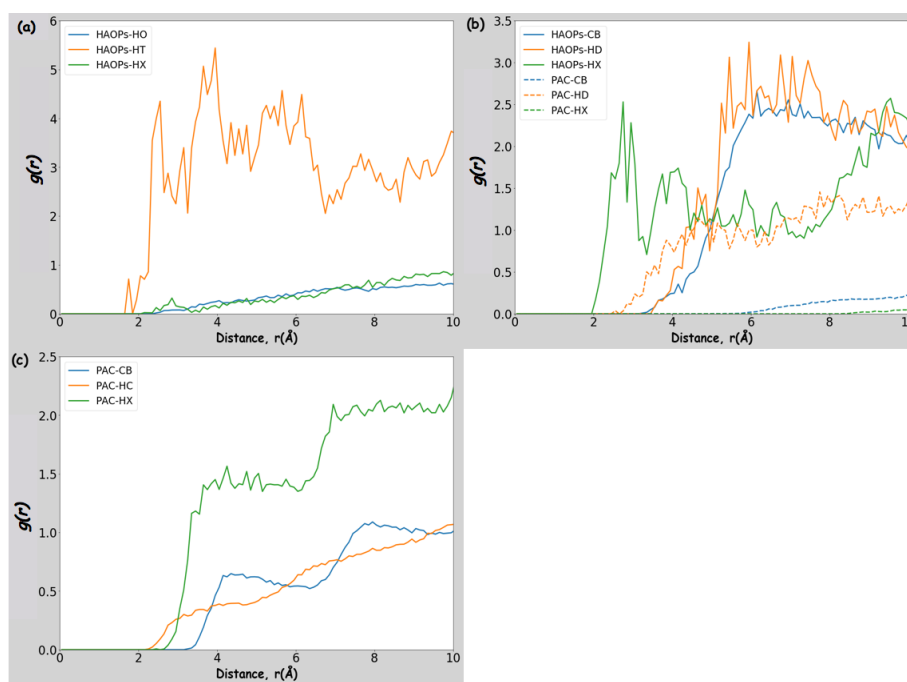 (a)
HAOPs-HO
HAOPs-HT
HAOPs-HX
g(r)
6
5
4
3
2
1
0
0 2 4 6 8 10
Distance, r(Å)
(b)
HAOPs-CB
HAOPs-HD
HAOPs-HX
PAC-CB
PAC-HD
PAC-HX
g(r)
3.5
3.0
2.5
2.0
1.5
1.0
0.5
0.0
0 2 4 6 8 10
Distance, r(Å)
(c)
PAC-CB
PAC-HC
PAC-HX
g(r)
2.5
2.0
1.5
1.0
0.5
0.0
0 2 4 6 8 10
Distance, r(Å)